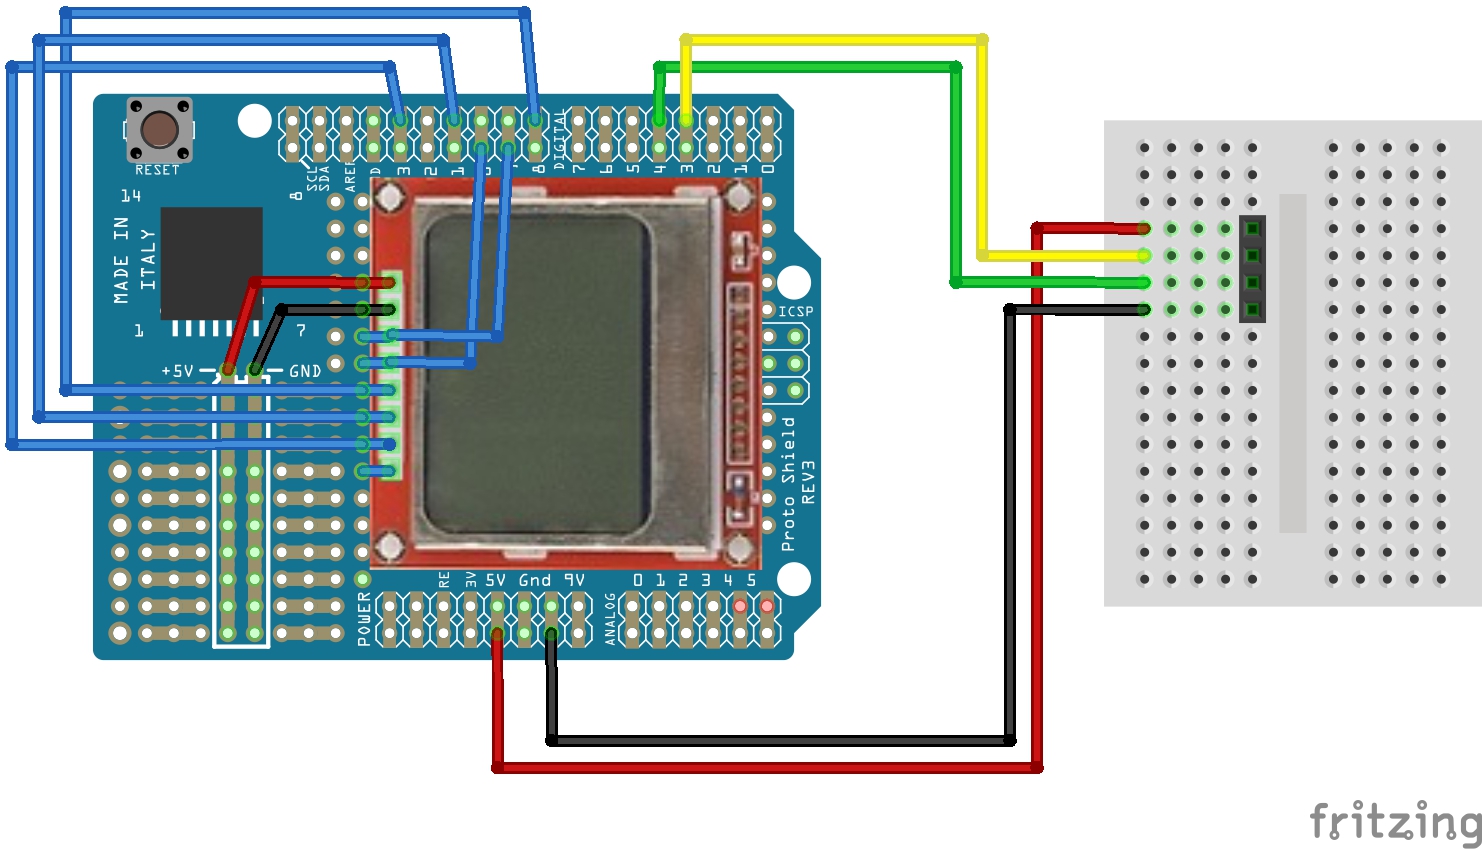 RESET
14
MADE IN
ITALY
1
7
+5V
GND
8
SCL
SDA
AREF
D
3
2
1
8
DIGITAL
7
6
5
4
3
2
1
0
ICSP
Proto Shield
REV3
POWER
RE
3V
5V
Gnd
9V
ANALOG
0
1
2
3
4
5
fritzing